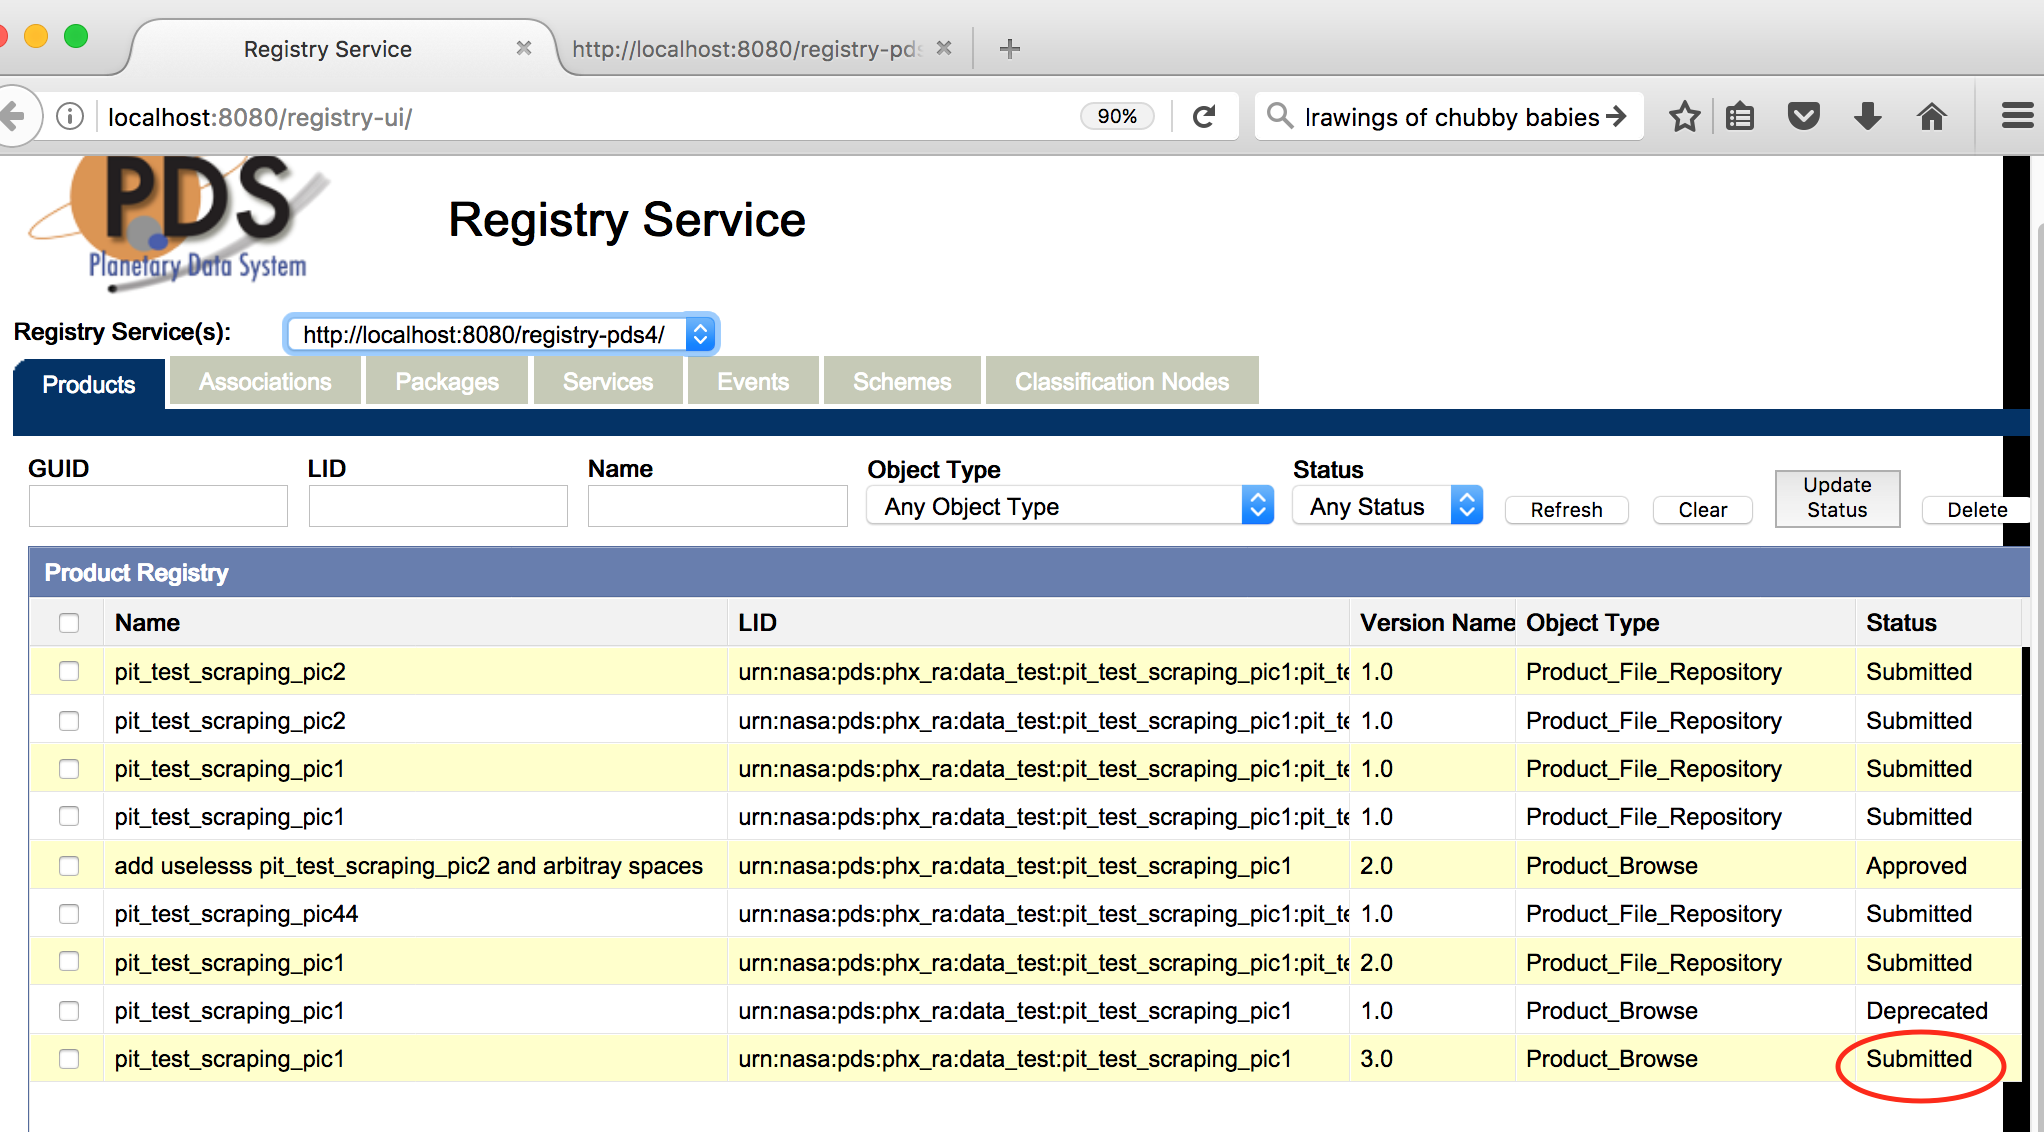 Registry Service
http://localhost:8080/registry-pds
localhost:8080/registry-ui/
90%
rawings of chubby babies
PDS
Planetary Data System
Registry Service
Registry Service(s): http://localhost:8080/registry-pds4/
Products Associations Packages Services Events Schemes Classification Nodes
GUID LID Name Object Type Status
Any Object Type Any Status Refresh Clear Update Status Delete
Product Registry
Name LID Version Name Object Type Status
pit_test_scraping_pic2 urn:nasa:pds:phx_ra:data_test:pit_test_scraping_pic1:pit_te 1.0 Product_File_Repository Submitted
pit_test_scraping_pic2 urn:nasa:pds:phx_ra:data_test:pit_test_scraping_pic1:pit_te 1.0 Product_File_Repository Submitted
pit_test_scraping_pic1 urn:nasa:pds:phx_ra:data_test:pit_test_scraping_pic1:pit_te 1.0 Product_File_Repository Submitted
pit_test_scraping_pic1 urn:nasa:pds:phx_ra:data_test:pit_test_scraping_pic1:pit_te 1.0 Product_File_Repository Submitted
add uselesss pit_test_scraping_pic2 and arbitray spaces urn:nasa:pds:phx_ra:data_test:pit_test_scraping_pic1 2.0 Product_Browse Approved
pit_test_scraping_pic44 urn:nasa:pds:phx_ra:data_test:pit_test_scraping_pic1:pit_te 1.0 Product_File_Repository Submitted
pit_test_scraping_pic1 urn:nasa:pds:phx_ra:data_test:pit_test_scraping_pic1:pit_te 2.0 Product_File_Repository Submitted
pit_test_scraping_pic1 urn:nasa:pds:phx_ra:data_test:pit_test_scraping_pic1 1.0 Product_Browse Deprecated
pit_test_scraping_pic1 urn:nasa:pds:phx_ra:data_test:pit_test_scraping_pic1 3.0 Product_Browse Submitted